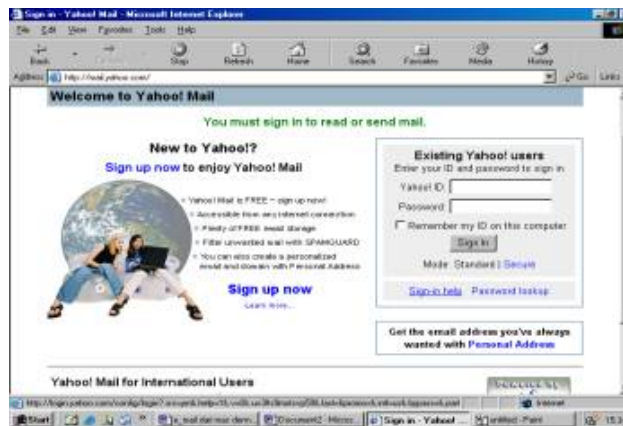 Sign in - Yahoo! Mail - Microsoft Internet Explorer
File Edit View Favorites Tools Help
Back Stop Refresh Home Search Favorites Media History
Address http://mail.yahoo.com/ Go Links
Welcome to Yahoo! Mail
You must sign in to read or send mail.
New to Yahoo!?
Sign up now to enjoy Yahoo! Mail
Yahoo! Mail is FREE - sign up now!
Accessible from any internet connection
Plenty of FREE email storage
Filter unwanted mail with SPAMGUARD
You can also create a personalized
email and domain with Personal Address
Sign up now
Learn more...
Existing Yahoo! users
Enter your ID and password to sign in
Yahoo! ID:
Password:
Remember my ID on this computer
Sign In
Mode: Standard | Secure
Sign-in help Password lookup
Get the email address you've always
wanted with Personal Address
Yahoo! Mail for International Users
Internet
Start Document2 - Sign in - Yahoo! ... untitled - Paint